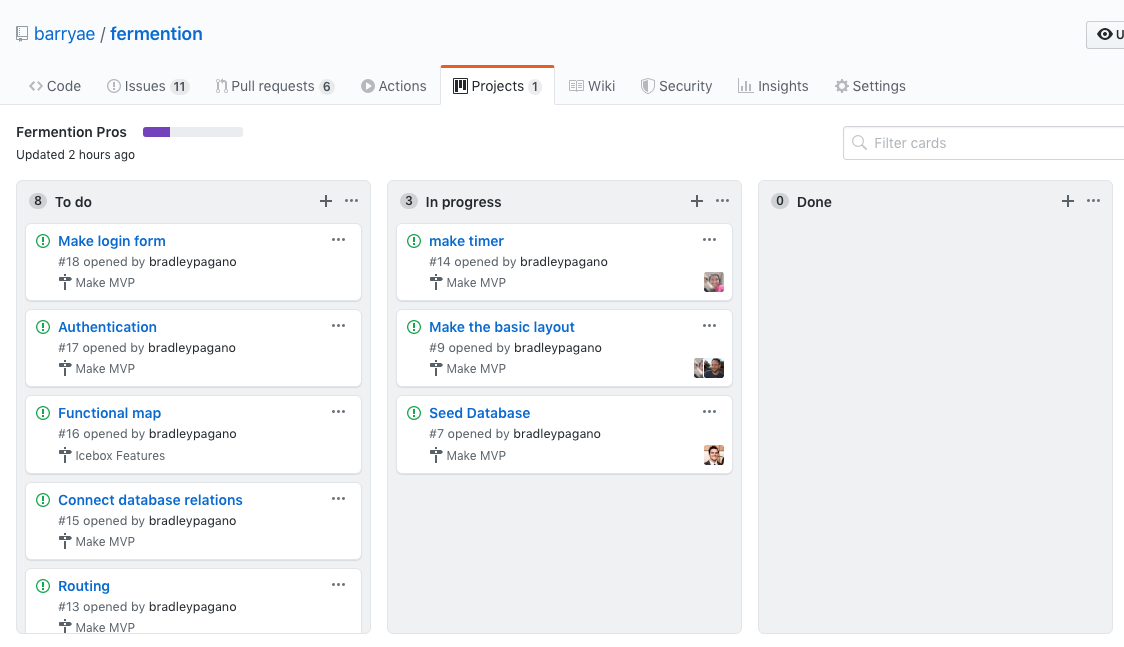 barryae / fermention
U
Code
Issues 11
Pull requests 6
Actions
Projects 1
Wiki
Security
Insights
Settings
Fermention Pros
Updated 2 hours ago
Filter cards
8 To do
Make login form
#18 opened by bradleypagano
Make MVP
Authentication
#17 opened by bradleypagano
Make MVP
Functional map
#16 opened by bradleypagano
Icebox Features
Connect database relations
#15 opened by bradleypagano
Make MVP
Routing
#13 opened by bradleypagano
Make MVP
3 In progress
make timer
#14 opened by bradleypagano
Make MVP
Make the basic layout
#9 opened by bradleypagano
Make MVP
Seed Database
#7 opened by bradleypagano
Make MVP
0 Done